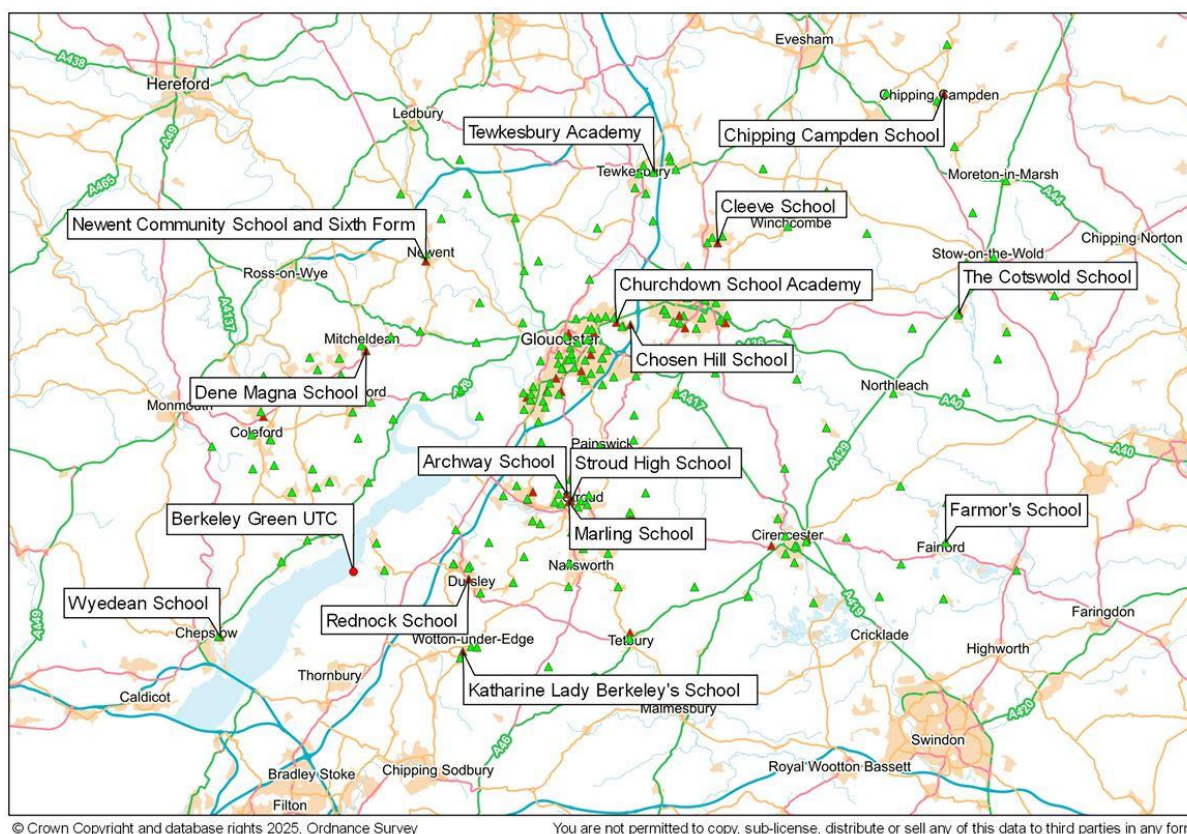 Evesham
A438
Hereford
Chipping Campden
Ledbury
A49
Tewkesbury Academy
Chipping Campden School
A465
Tewkesbury
Moreton-in-Marsh
A44
Cleeve School
Newent Community School and Sixth Form
Winchcombe
Chipping Norton
Newent
Stow-on-the-Wold
Ross-on-Wye
The Cotswold School
Churchdown School Academy
A4137
Mitcheldean
Gloucester
A436
Chosen Hill School
Dene Magna School
Northleach
Monmouth
A417
A40
Coleford
A429
Painswick
A40
Archway School
Stroud High School
Stroud
Berkeley Green UTC
Marling School
Farmor's School
Cirencester
Fairford
Nailsworth
Dursley
Wyedean School
A419
Rednock School
Faringdon
A449
Chepstow
Wotton-under-Edge
Tetbury
Cricklade
Highworth
Thornbury
Katharine Lady Berkeley's School
Caldicot
Malmesbury
A420
A46
Swindon
Bradley Stoke
Chipping Sodbury
Royal Wootton Bassett
Filton
© Crown Copyright and database rights 2025, Ordnance Survey
You are not permitted to copy, sub-license, distribute or sell any of this data to third parties in any form